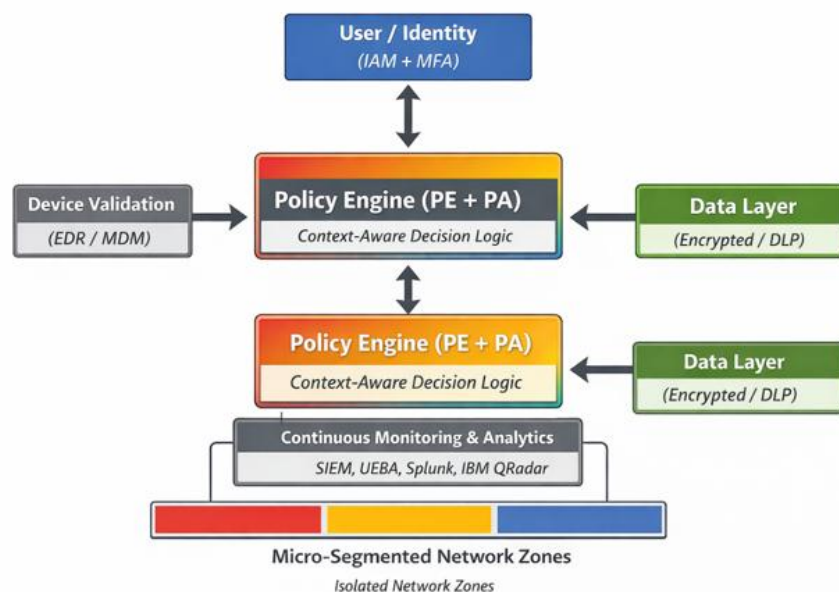 User / Identity
(IAM + MFA)
Device Validation
(EDR / MDM)
Policy Engine (PE + PA)
Context-Aware Decision Logic
Data Layer
(Encrypted / DLP)
Policy Engine (PE + PA)
Context-Aware Decision Logic
Data Layer
(Encrypted / DLP)
Continuous Monitoring & Analytics
SIEM, UEBA, Splunk, IBM QRadar
Micro-Segmented Network Zones
Isolated Network Zones